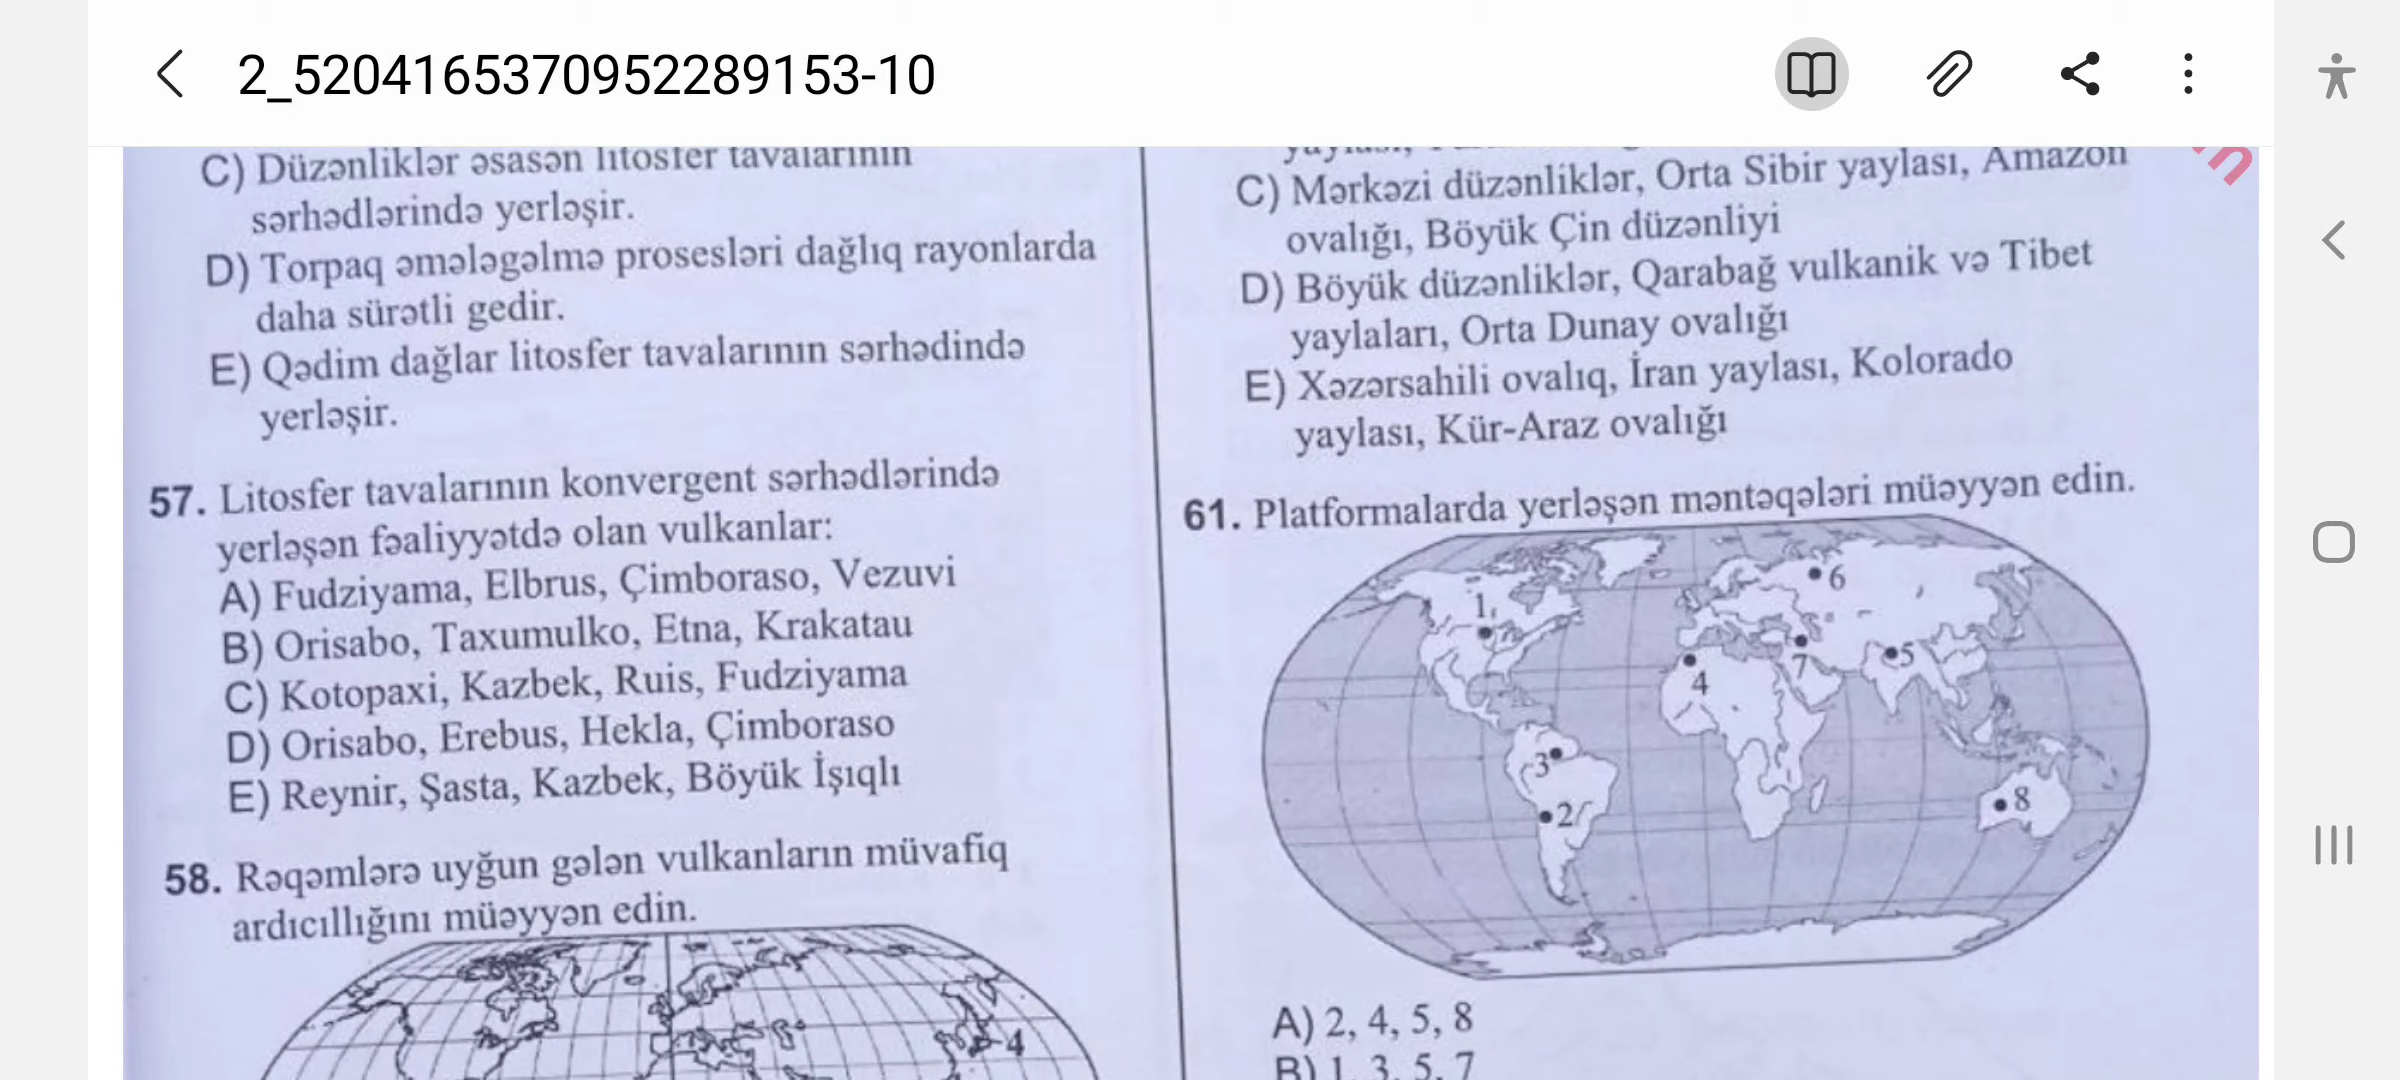 2_5204165370952289153-10
C) Düzənliklər əsasən litosfer tavalarının
sərhədlərində yerləşir.
D) Torpaq əmələgəlmə prosesləri dağlıq rayonlarda
daha sürətli gedir.
E) Qədim dağlar litosfer tavalarının sərhədində
yerləşir.
57. Litosfer tavalarının konvergent sərhədlərində
yerləşən fəaliyyətdə olan vulkanlar:
A) Fudziyama, Elbrus, Çimboraso, Vezuvi
B) Orisabo, Taxumulko, Etna, Krakatau
C) Kotopaxi, Kazbek, Ruis, Fudziyama
D) Orisabo, Erebus, Hekla, Çimboraso
E) Reynir, Şasta, Kazbek, Böyük İşıqlı
58. Rəqəmlərə uyğun gələn vulkanların müvafiq
ardıcıllığını müəyyən edin.
4
C) Mərkəzi düzənliklər, Orta Sibir yaylası, Amazon
ovalığı, Böyük Çin düzənliyi
D) Böyük düzənliklər, Qarabağ vulkanik və Tibet
yaylaları, Orta Dunay ovalığı
E) Xəzərsahili ovalıq, İran yaylası, Kolorado
yaylası, Kür-Araz ovalığı
61. Platformalarda yerləşən məntəqələri müəyyən edin.
6
1
5
7
4
3
8
2
A) 2, 4, 5, 8
B) 1, 3, 5, 7